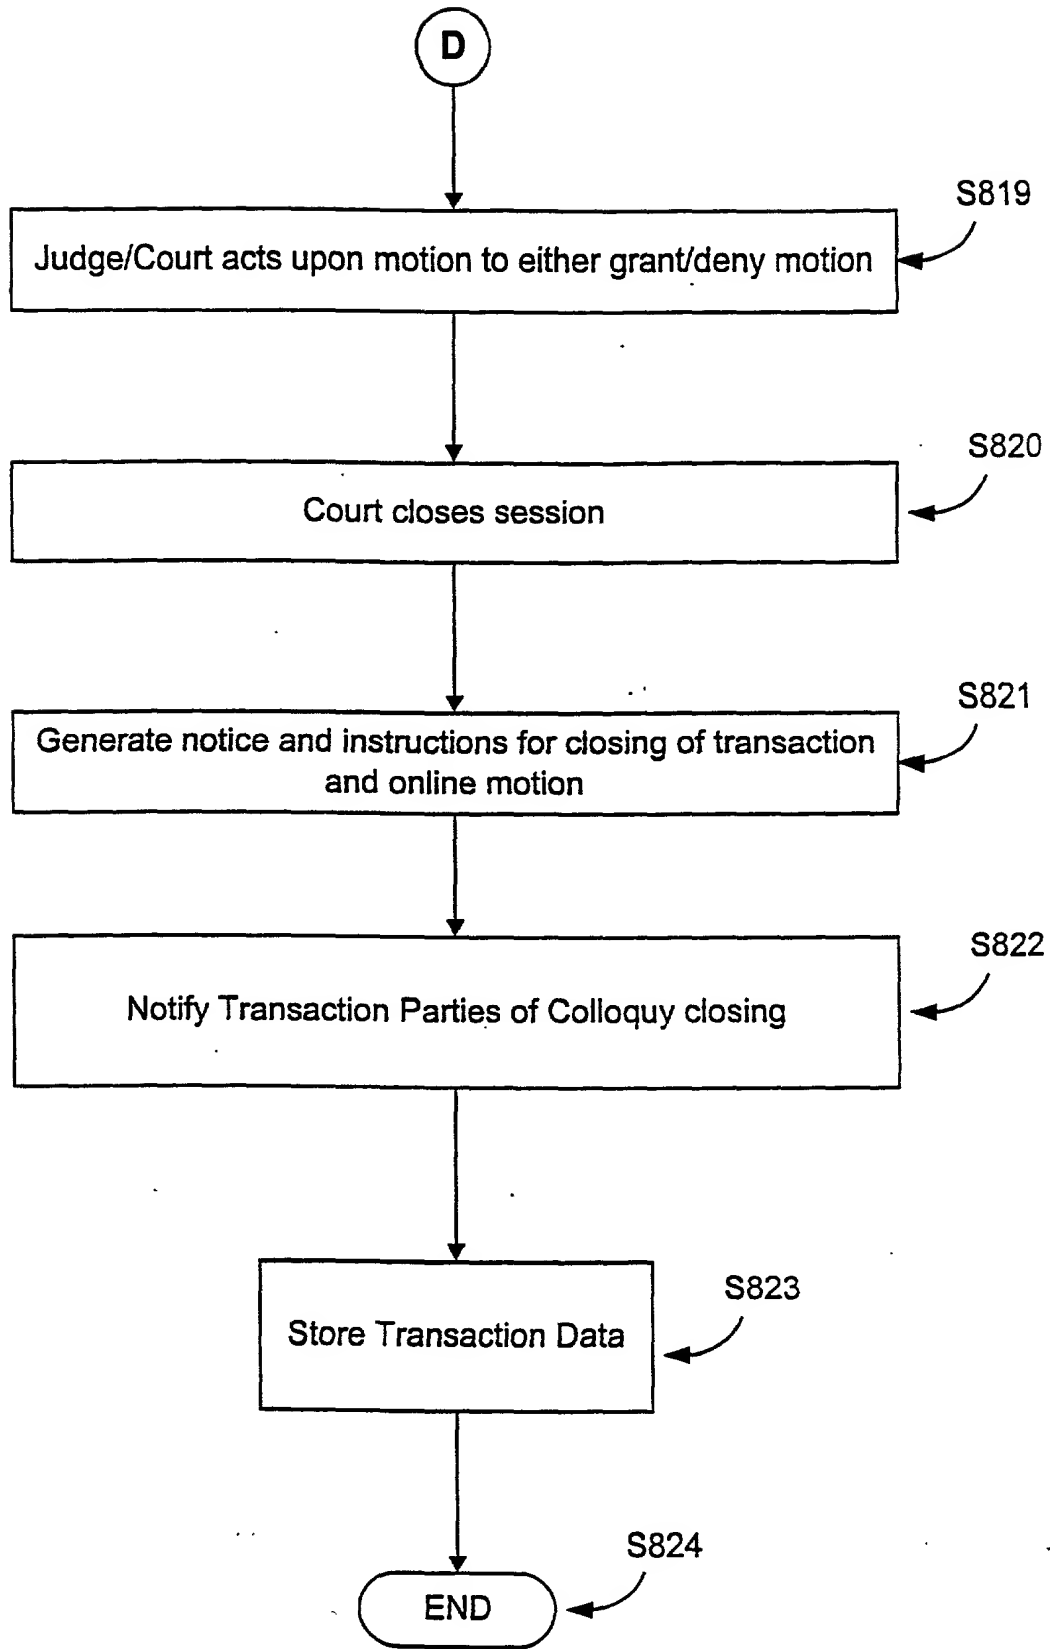 D
S819
Judge/Court acts upon motion to either grant/deny motion
S820
Court closes session
S821
Generate notice and instructions for closing of transaction
and online motion
S822
Notify Transaction Parties of Colloquy closing
S823
Store Transaction Data
S824
END